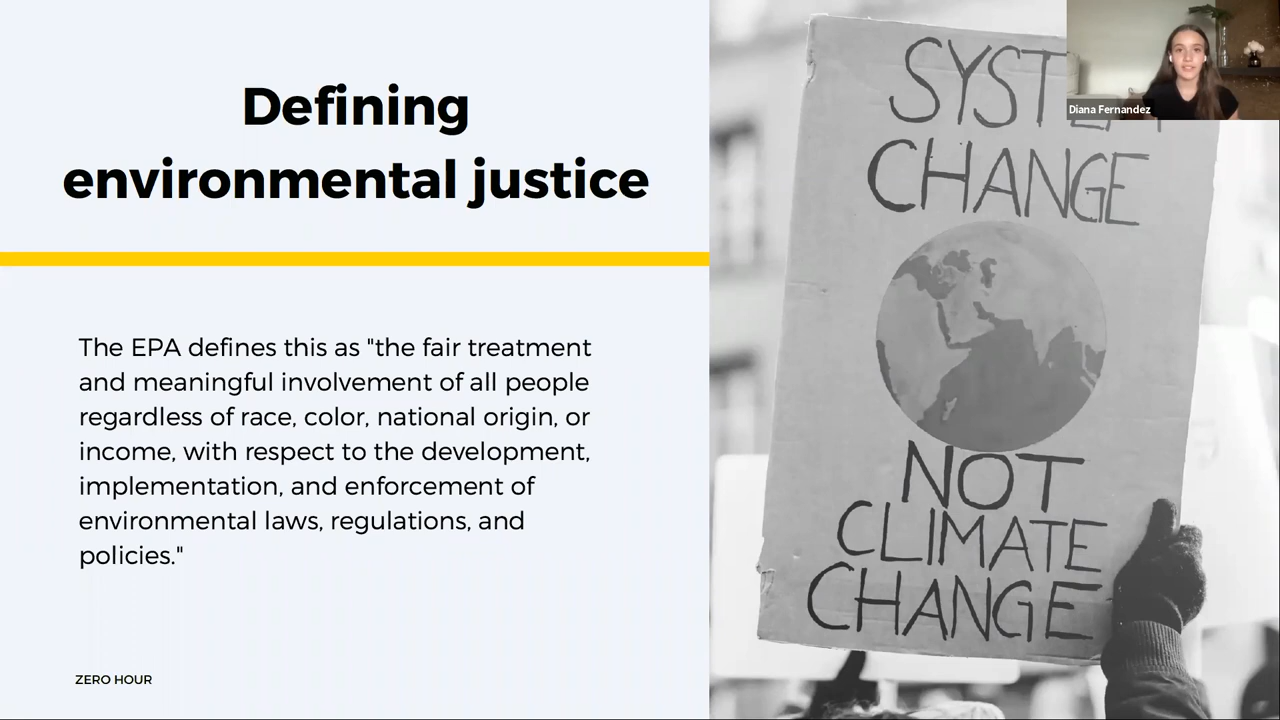 Defining
environmental justice
The EPA defines this as "the fair treatment
and meaningful involvement of all people
regardless of race, color, national origin, or
income, with respect to the development,
implementation, and enforcement of
environmental laws, regulations, and
policies."
ZERO HOUR
SYSTEM
CHANGE
NOT
CLIMATE
CHANGE
Diana Fernandez